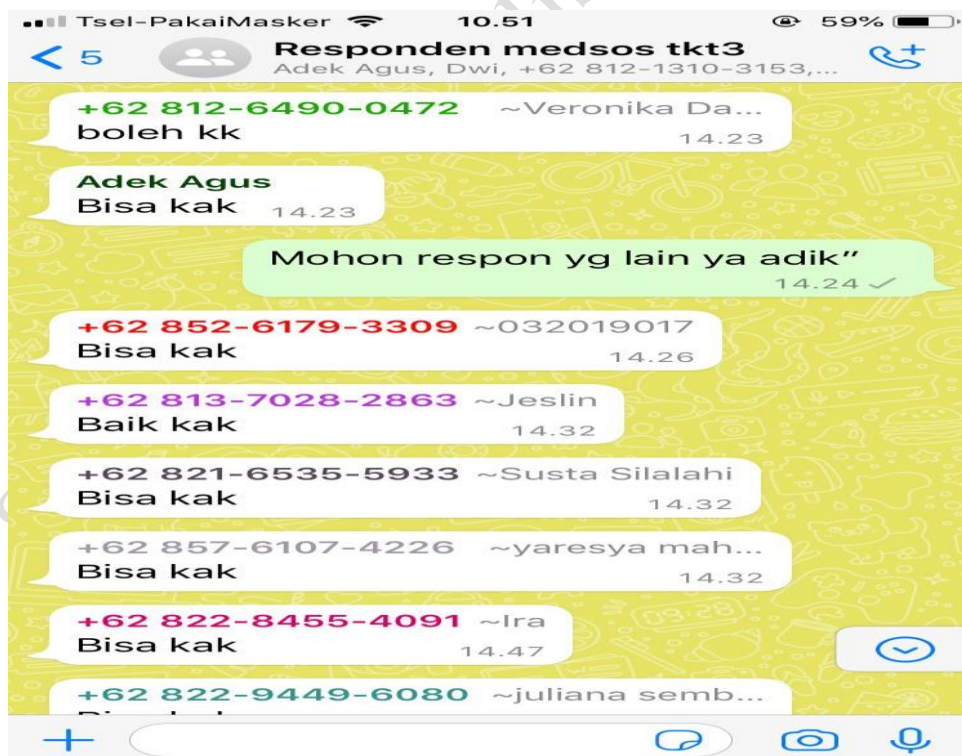 Tsel-PakaiMasker 10.51 59%
5 Responden medsos tkt3
Adek Agus, Dwi, +62 812-1310-3153,...
+62 812-6490-0472 ~Veronika Da...
boleh kk 14.23
Adek Agus
Bisa kak 14.23
Mohon respon yg lain ya adik”
14.24
+62 852-6179-3309 ~032019017
Bisa kak 14.26
+62 813-7028-2863 ~Jeslin
Baik kak 14.32
+62 821-6535-5933 ~Susta Silalahi
Bisa kak 14.32
+62 857-6107-4226 ~yaresya mah...
Bisa kak 14.32
+62 822-8455-4091 ~Ira
Bisa kak 14.47
+62 822-9449-6080 ~juliana semb...